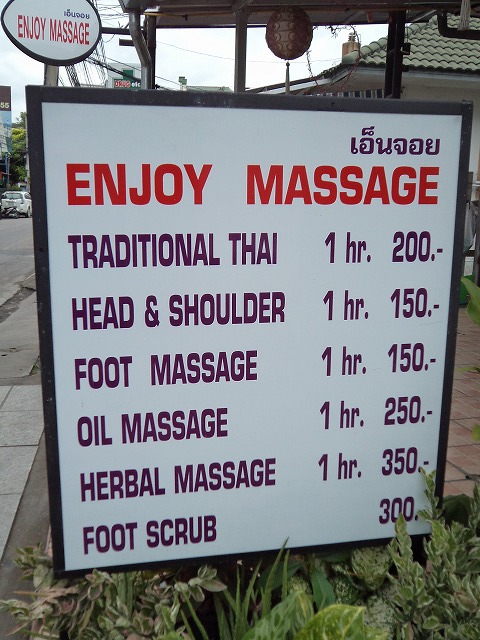 เอ็นจอย
ENJOY MASSAGE
เอ็นจอย
ENJOY MASSAGE
TRADITIONAL THAI 1 hr. 200.-
HEAD & SHOULDER 1 hr. 150.-
FOOT MASSAGE 1 hr. 150.-
OIL MASSAGE 1 hr. 250.-
HERBAL MASSAGE 1 hr. 350.-
FOOT SCRUB 300.